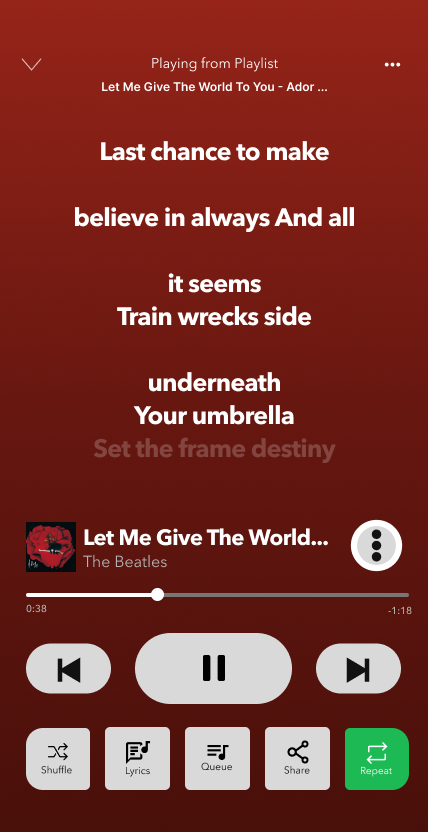 Playing from Playlist
Let Me Give The World To You - Ador ...
Last chance to make
believe in always And all
it seems
Train wrecks side
underneath
Your umbrella
Set the frame destiny
Let Me Give The World...
The Beatles
0:38
-1:18
Shuffle
Lyrics
Queue
Share
Repeat